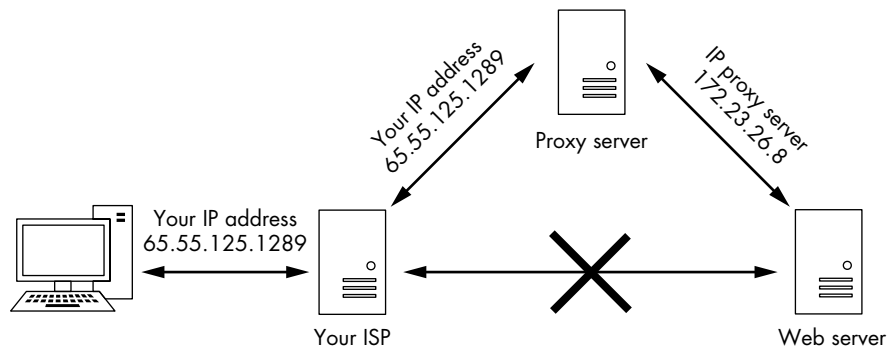 Your IP address
65.55.125.1289
Proxy server
IP proxy server
172.23.26.8
Your IP address
65.55.125.1289
Your ISP
Web server